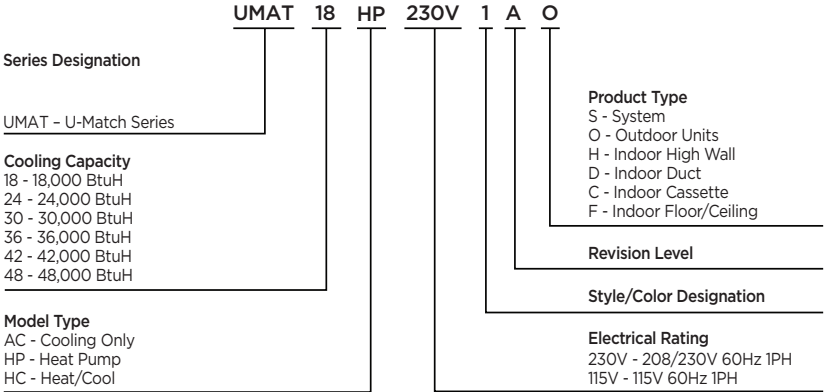 UMAT 18 HP 230V 1 A O
Series Designation
UMAT – U-Match Series
Cooling Capacity
18 - 18,000 BtuH
24 - 24,000 BtuH
30 - 30,000 BtuH
36 - 36,000 BtuH
42 - 42,000 BtuH
48 - 48,000 BtuH
Model Type
AC - Cooling Only
HP - Heat Pump
HC - Heat/Cool
Product Type
S - System
O - Outdoor Units
H - Indoor High Wall
D - Indoor Duct
C - Indoor Cassette
F - Indoor Floor/Ceiling
Revision Level
Style/Color Designation
Electrical Rating
230V - 208/230V 60Hz 1PH
115V - 115V 60Hz 1PH